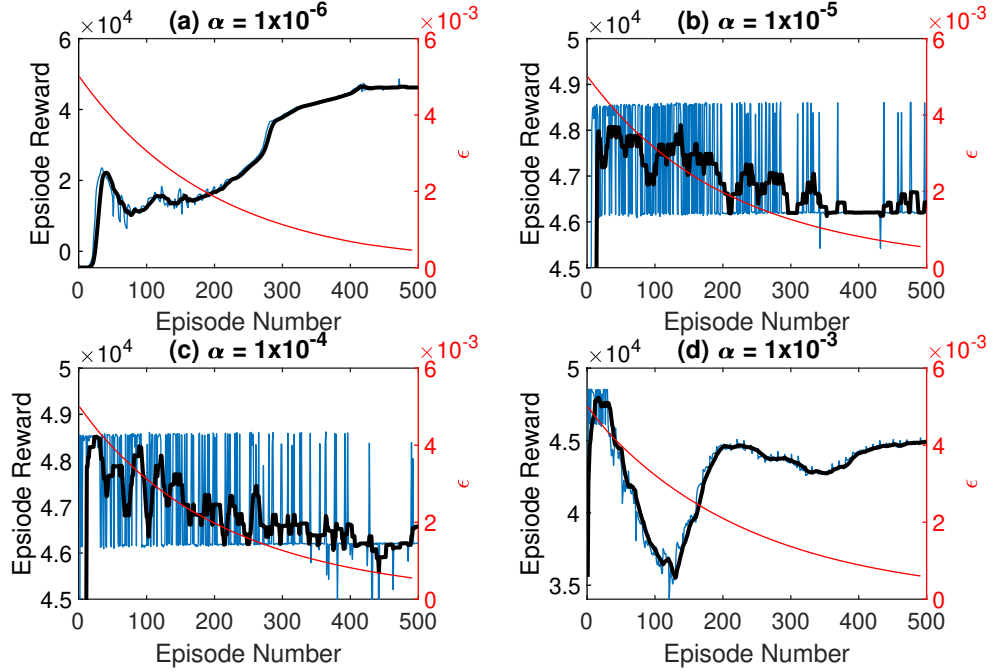 (a) α = 1x10⁻⁶
×10⁴
×10⁻³
6
4
2
0
Epsiode Reward
6
4
2
0
ϵ
0 100 200 300 400 500
Episode Number
(b) α = 1x10⁻⁵
×10⁴
×10⁻³
5
4.9
4.8
4.7
4.6
4.5
Epsiode Reward
6
4
2
0
ϵ
0 100 200 300 400 500
Episode Number
(c) α = 1x10⁻⁴
×10⁴
×10⁻³
5
4.9
4.8
4.7
4.6
4.5
Epsiode Reward
6
4
2
0
ϵ
0 100 200 300 400 500
Episode Number
(d) α = 1x10⁻³
×10⁴
×10⁻³
5
4.5
4
3.5
Epsiode Reward
6
4
2
0
ϵ
0 100 200 300 400 500
Episode Number